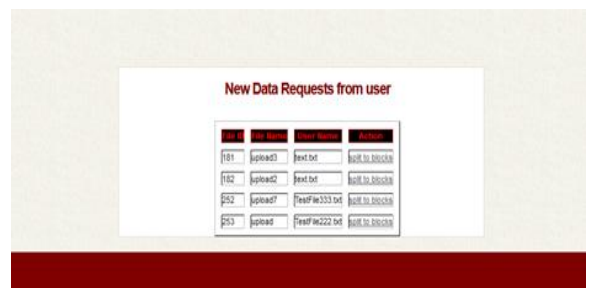 New Data Requests from user
File ID File Name User Name Action
181 upload3 text.txt split to blocks
182 upload2 text.txt split to blocks
252 upload7 TestFile333.txt split to blocks
253 upload TestFile222.txt split to blocks